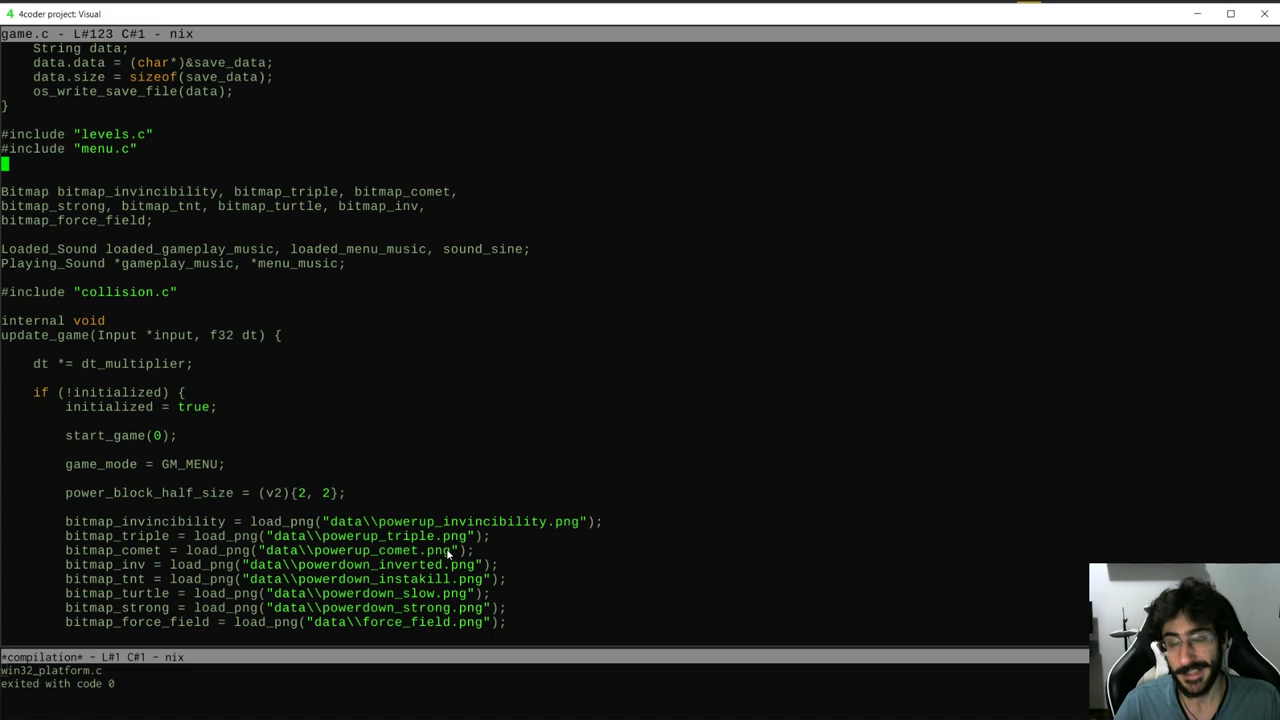 4 4coder project: Visual
game.c - L#123 C#1 - nix
String data;
data.data = (char*)&save_data;
data.size = sizeof(save_data);
os_write_save_file(data);
}
#include "levels.c"
#include "menu.c"
Bitmap bitmap_invincibility, bitmap_triple, bitmap_comet,
bitmap_strong, bitmap_tnt, bitmap_turtle, bitmap_inv,
bitmap_force_field;
Loaded_Sound loaded_gameplay_music, loaded_menu_music, sound_sine;
Playing_Sound *gameplay_music, *menu_music;
#include "collision.c"
internal void
update_game(Input *input, f32 dt) {
dt *= dt_multiplier;
if (!initialized) {
initialized = true;
start_game(0);
game_mode = GM_MENU;
power_block_half_size = (v2){2, 2};
bitmap_invincibility = load_png("data\\powerup_invincibility.png");
bitmap_triple = load_png("data\\powerup_triple.png");
bitmap_comet = load_png("data\\powerup_comet.png");
bitmap_inv = load_png("data\\powerdown_inverted.png");
bitmap_tnt = load_png("data\\powerdown_instakill.png");
bitmap_turtle = load_png("data\\powerdown_slow.png");
bitmap_strong = load_png("data\\powerdown_strong.png");
bitmap_force_field = load_png("data\\force_field.png");
*compilation* - L#1 C#1 - nix
win32_platform.c
exited with code 0